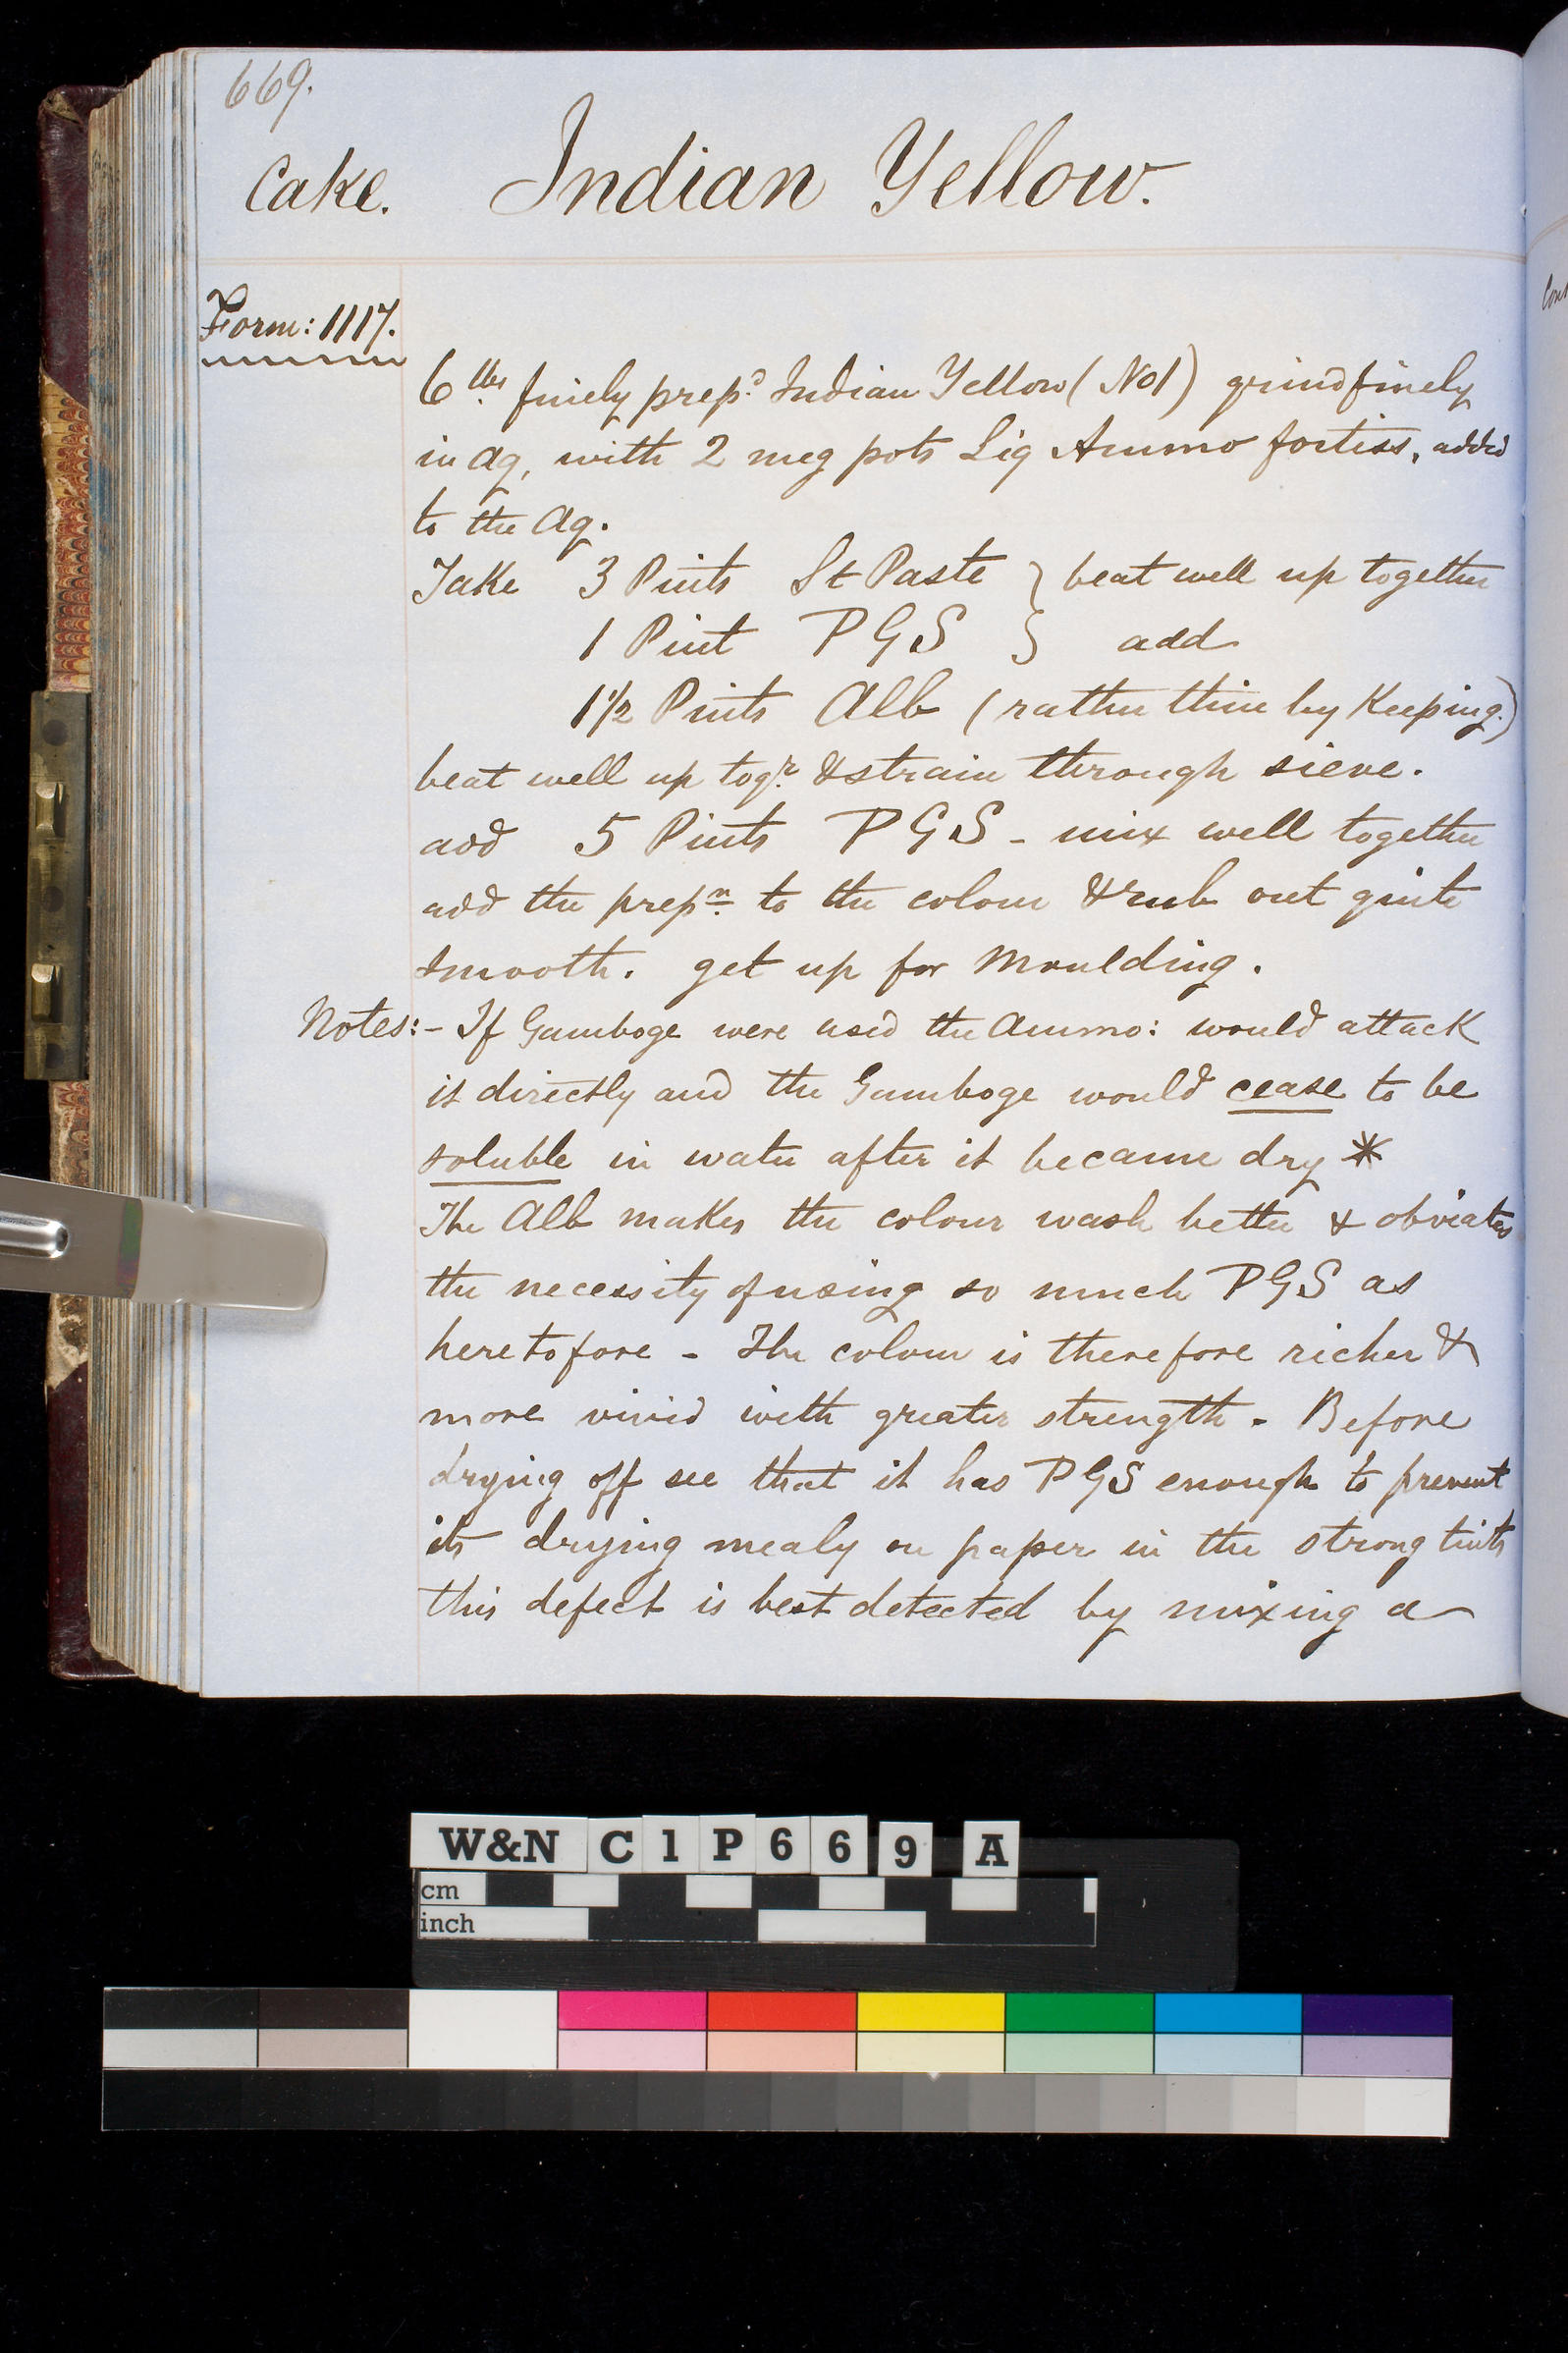 669.
Cake. Indian Yellow.
Form: 1117.
6 lbs finely prepd Indian Yellow (No1) grind finely
in aq, with 2 meg pots Liq Ammo fortiss, added
to the Aq.
Take 3 Pints St Paste } beat well up together
1 Pint PGS } add
1 1/2 Pints Alb (rather thin by Keeping.)
beat well up togr & strain through sieve.
add 5 Pints PGS - mix well together
add the prepn to the colour & rub out quite
smooth. get up for Moulding.
Notes:- If Gamboge were used the Ammo: would attack
it directly and the Gamboge would cease to be
soluble in water after it became dry *
The Alb makes the colour wash better & obviates
the necessity of using so much PGS as
heretofore - The colour is therefore richer &
more vivid with greater strength - Before
drying off see that it has PGS enough to prevent
its drying mealy on paper in the strong tints
this defect is best detected by mixing a
W&N C1P669 A
cm
inch